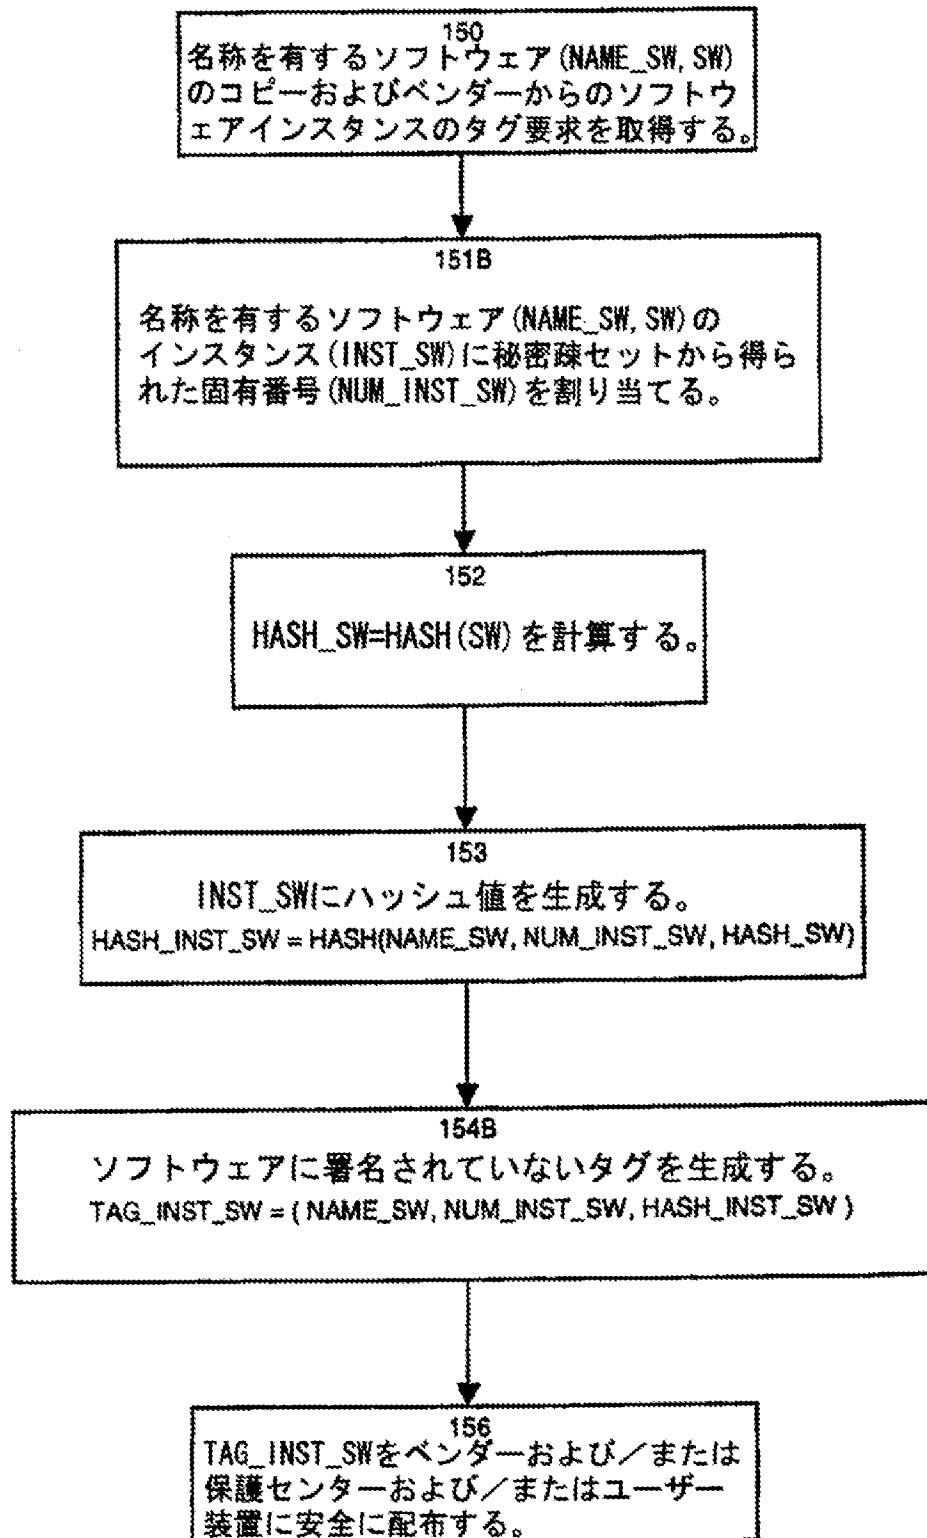 150
名称を有するソフトウェア(NAME_SW, SW)
のコピーおよびベンダーからのソフトウ
ェアインスタンスのタグ要求を取得する。
151B
名称を有するソフトウェア(NAME_SW, SW)の
インスタンス(INST_SW)に秘密疎セットから得ら
れた固有番号(NUM_INST_SW)を割り当てる。
152
HASH_SW=HASH(SW)を計算する。
153
INST_SWにハッシュ値を生成する。
HASH_INST_SW = HASH(NAME_SW, NUM_INST_SW, HASH_SW)
154B
ソフトウェアに署名されていないタグを生成する。
TAG_INST_SW = ( NAME_SW, NUM_INST_SW, HASH_INST_SW )
156
TAG_INST_SWをベンダーおよび/または
保護センターおよび/またはユーザー
装置に安全に配布する。